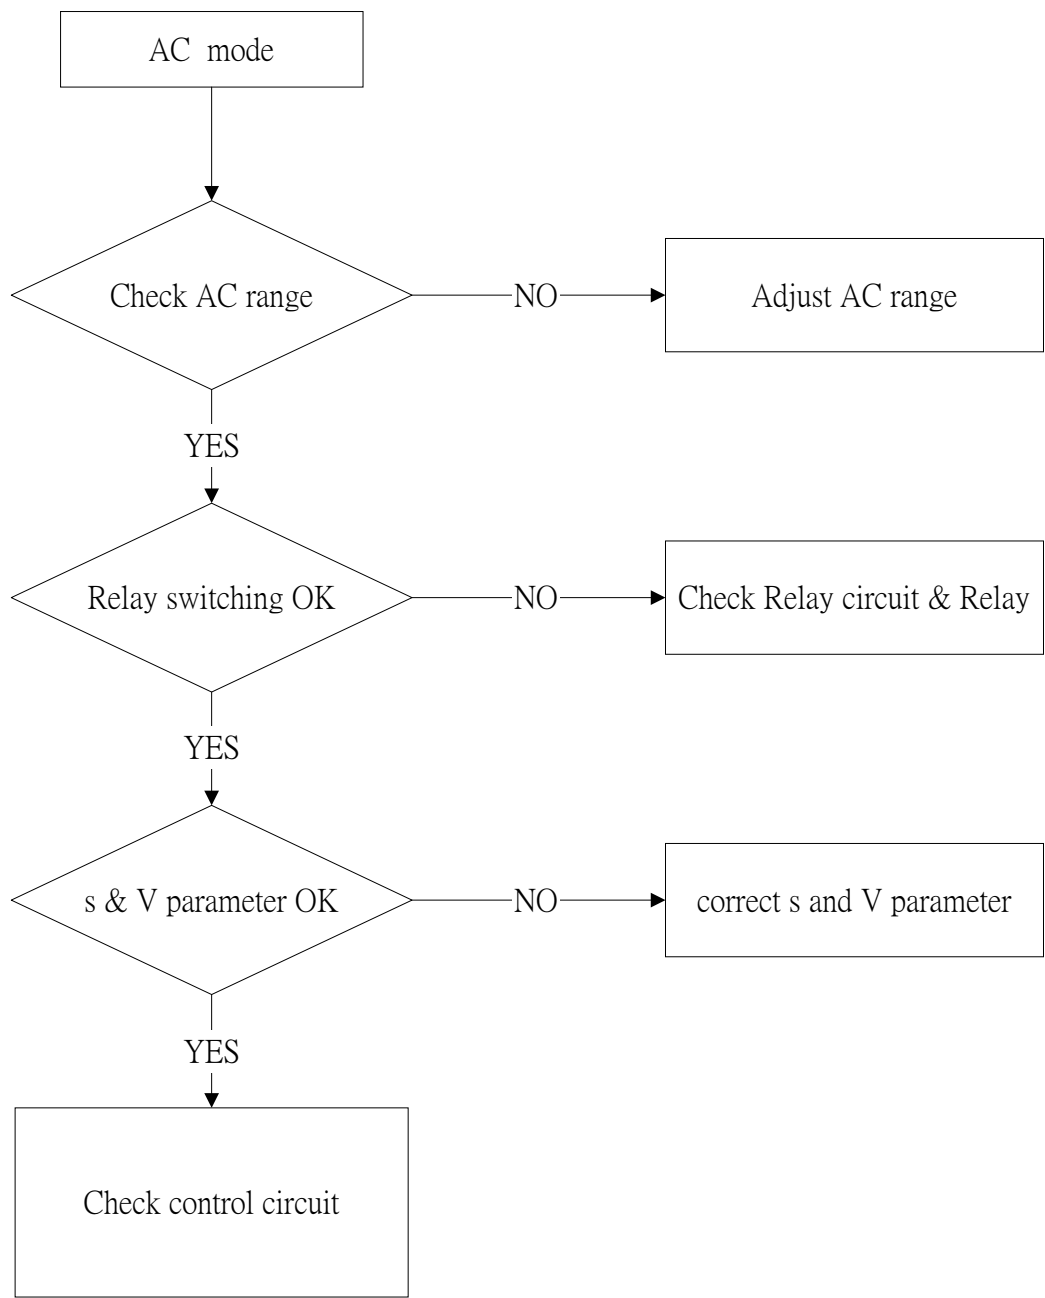 AC mode
Check AC range
NO
Adjust AC range
YES
Relay switching OK
NO
Check Relay circuit & Relay
YES
s & V parameter OK
NO
correct s and V parameter
YES
Check control circuit